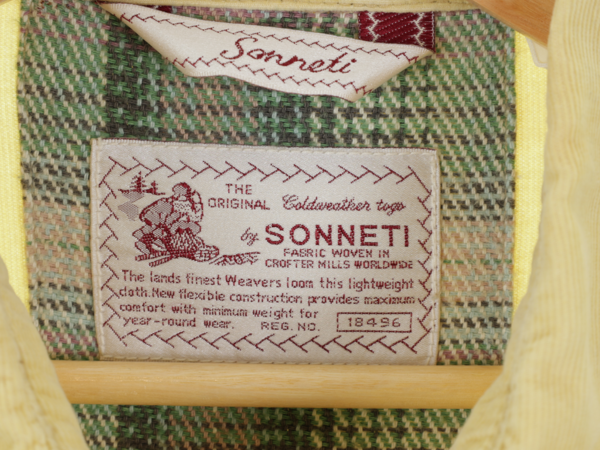 Sonneti
THE
ORIGINAL Coldweather togs
by SONNETI
FABRIC WOVEN IN
CROFTER MILLS WORLDWIDE
The lands finest Weavers loom this lightweight
cloth.New flexible construction provides maximum
comfort with minimum weight for
year-round wear. REG. NO. 18496